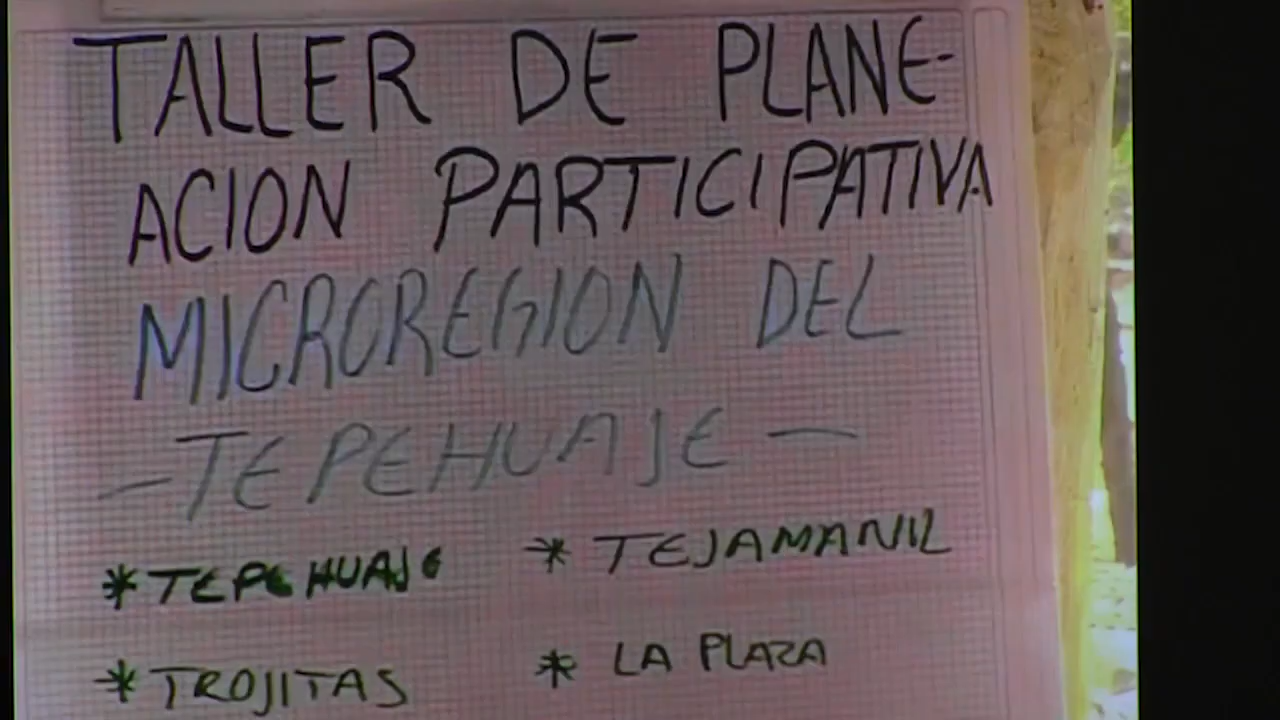 TALLER DE PLANE-
ACION PARTICIPATIVA
MICROREGION DEL
-TEPEHUAJE-
* TEPEHUAJE * TEJAMANIL
* TROJITAS * LA PLAZA